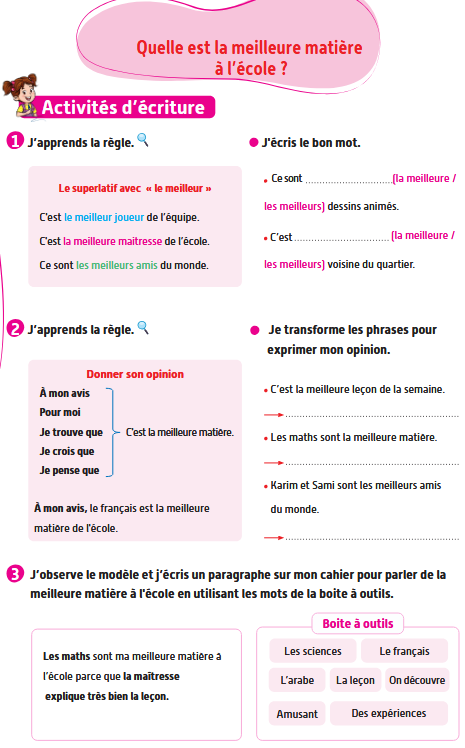 Quelle est la meilleure matière
à l'école ?
Activités d'écriture
1 J'apprends la règle.
Le superlatif avec « le meilleur »
C'est le meilleur joueur de l'équipe.
C'est la meilleure maitresse de l'école.
Ce sont les meilleurs amis du monde.
J'écris le bon mot.
Ce sont ..............................(la meilleure /
les meilleurs) dessins animés.
C'est ................................ (la meilleure /
les meilleurs) voisine du quartier.
2 J'apprends la règle.
Donner son opinion
À mon avis
Pour moi
Je trouve que
C'est la meilleure matière.
Je crois que
Je pense que
À mon avis, le français est la meilleure
matière de l'école.
Je transforme les phrases pour
exprimer mon opinion.
C'est la meilleure leçon de la semaine.
Les maths sont la meilleure matière.
Karim et Sami sont les meilleurs amis
du monde.
3 J'observe le modèle et j'écris un paragraphe sur mon cahier pour parler de la
meilleure matière à l'école en utilisant les mots de la boite à outils.
Les maths sont ma meilleure matière à
l'école parce que la maîtresse
explique très bien la leçon.
Boite à outils
Les sciences
Le français
L'arabe
La leçon
On découvre
Amusant
Des expériences